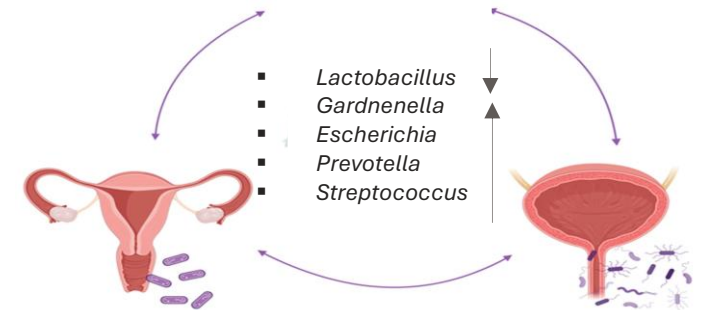 ▪ Lactobacillus
▪ Gardnenella
▪ Escherichia
▪ Prevotella
▪ Streptococcus